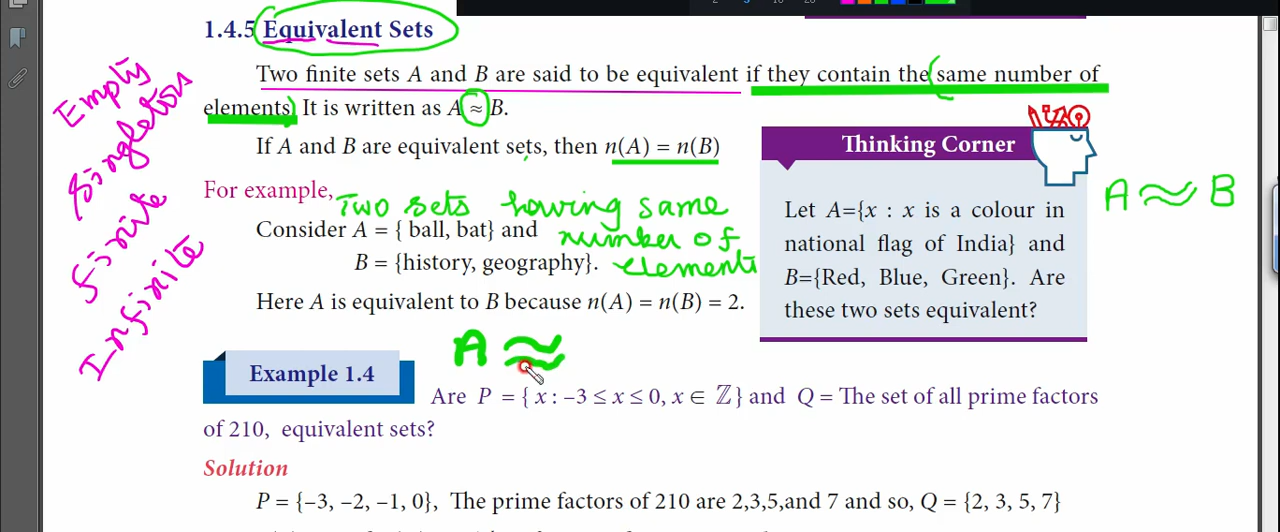 1.4.5 Equivalent Sets
Two finite sets A and B are said to be equivalent if they contain the same number of
elements. It is written as A ≈ B.
If A and B are equivalent sets, then n(A) = n(B)
For example,
Two sets having same
number of
elements
Consider A = { ball, bat} and
B = {history, geography}.
Here A is equivalent to B because n(A) = n(B) = 2.
A ≈
Empty
Singleton
Finite
Infinite
Thinking Corner
Let A={x : x is a colour in
national flag of India} and
B={Red, Blue, Green}. Are
these two sets equivalent?
A ≈ B
Example 1.4
Are P = { x : –3 ≤ x ≤ 0, x ∈ ℤ} and Q = The set of all prime factors
of 210, equivalent sets?
Solution
P = {–3, –2, –1, 0}, The prime factors of 210 are 2,3,5,and 7 and so, Q = {2, 3, 5, 7}